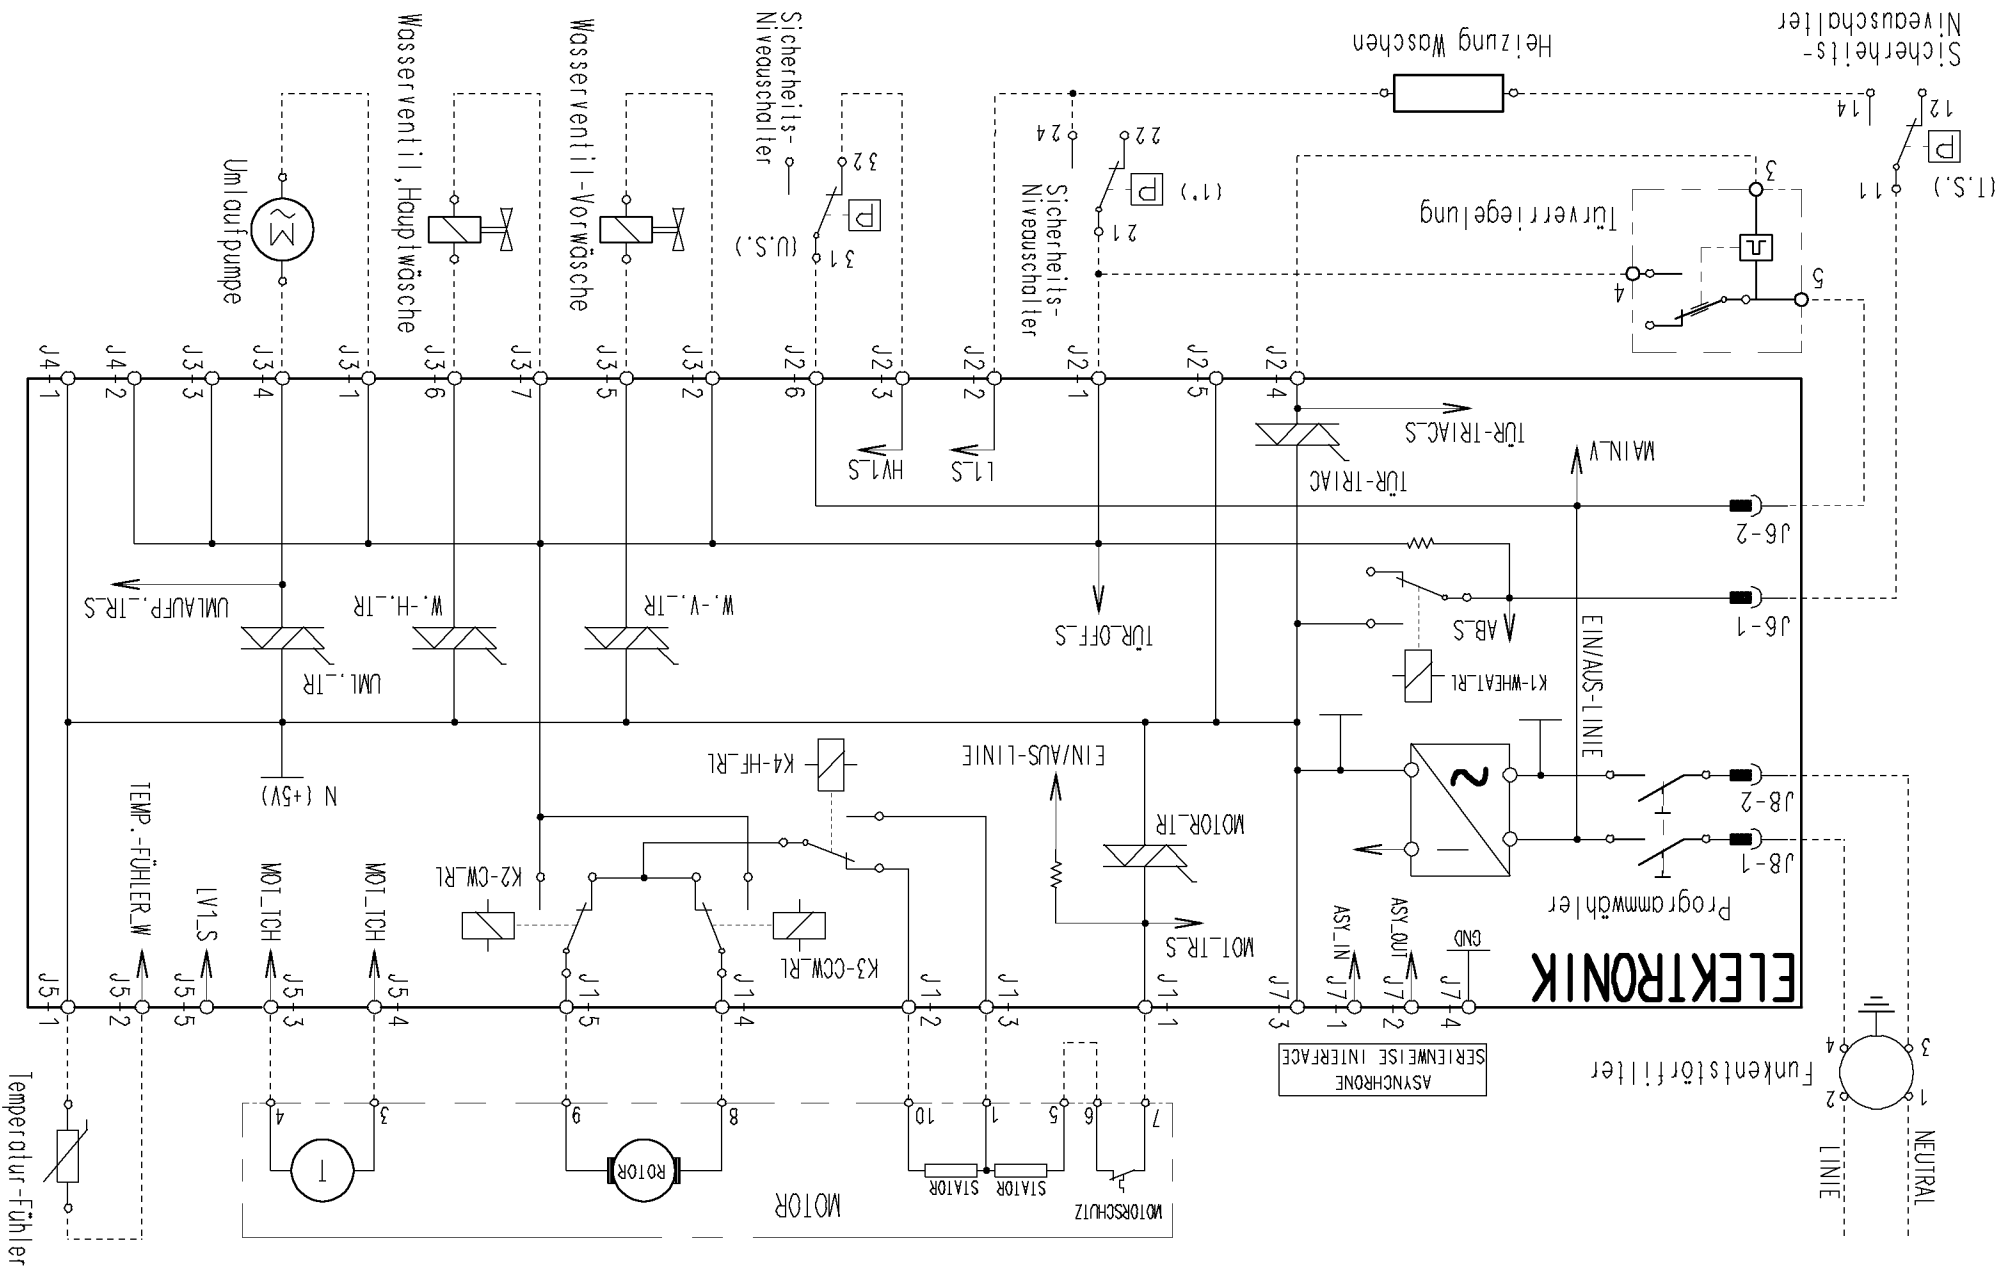 Sicherheits-
Niveauschalter
14
12
11
(T.S.)
Heizung Waschen
24
22
21
(1°)
Sicherheits-
Niveauschalter
Türverriegelung
3
4
5
Sicherheits-
Niveauschalter
32
31
(U.S.)
Wasserventil-Vorwäsche
Wasserventil,Hauptwäsche
Umlaufpumpe
M
~
J4-1
J4-2
J3-3
J3-4
J3-1
J3-6
J3-7
J3-5
J3-2
J2-6
J2-3
J2-2
J2-1
J2-5
J2-4
HV1_S
L1_S
TÜR-TRIAC_S
TÜR-TRIAC
MAIN_V
J6-2
J6-1
UMLAUFP._TR_S
W.-H._TR
W.-V._TR
UML._TR
TÜR_OFF_S
AB_S
K1-WHEAT_RL
EIN/AUS-LINIE
N (+5V)
K4-HF_RL
EIN/AUS-LINIE
MOTOR_TR
~
J8-2
J8-1
Programmwähler
TEMP.-FÜHLER_W
LV1_S
MOT_TCH
MOT_TCH
K2-CW_RL
K3-CCW_RL
MOT_TR_S
ASY_IN
ASY_OUT
GND
ELEKTRONIK
J5-1
J5-2
J5-5
J5-3
J5-4
J1-5
J1-4
J1-2
J1-3
J1-1
J7-3
J7-1
J7-2
J7-4
ASYNCHRONE
SERIENWEISE INTERFACE
Funkentstörfilter
4
3
2
1
LINIE
NEUTRAL
Temperatur-Fühler
4
3
9
8
10
1
5
6
7
T
ROTOR
STATOR
STATOR
MOTORSCHUTZ
MOTOR